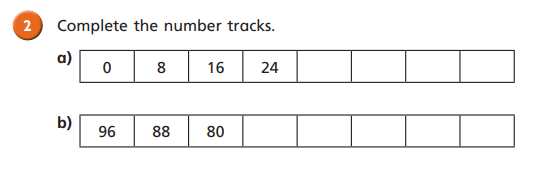 2 Complete the number tracks.
a) 0 8 16 24
b) 96 88 80